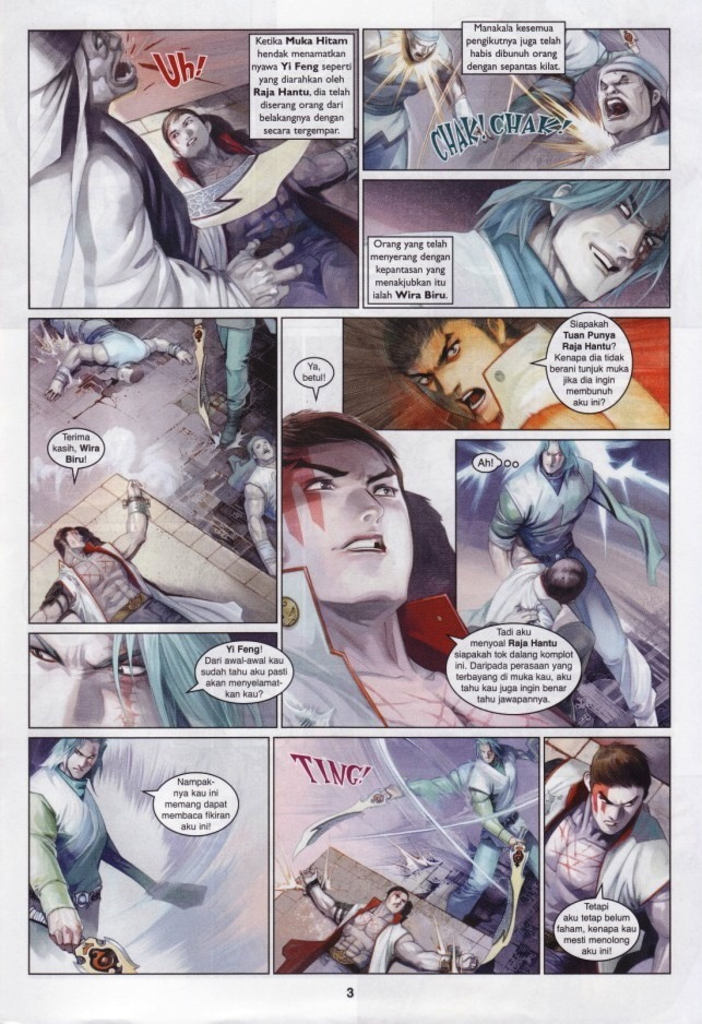 Uh!
Ketika Muka Hitam
hendak menamatkan
nyawa Yi Feng seperti
yang diarahkan oleh
Raja Hantu, dia telah
diserang orang dari
belakangnya dengan
secara tergempar.
Manakala kesemua
pengikutnya juga telah
habis dibunuh orang
dengan sepantas kilat.
CHAK! CHAK!
Orang yang telah
menyerang dengan
kepantasan yang
menakjubkan itu
ialah Wira Biru.
Terima
kasih, Wira
Biru!
Yi Feng!
Dari awal-awal kau
sudah tahu aku pasti
akan menyelamat-
kan kau?
Ya,
betul!
Siapakah
Tuan Punya
Raja Hantu?
Kenapa dia tidak
berani tunjuk muka
jika dia ingin
membunuh
aku ini?
Ah!
Tadi aku
menyoal Raja Hantu
siapakah tok dalang komplot
ini. Daripada perasaan yang
terbayang di muka kau, aku
tahu kau juga ingin benar
tahu jawapannya.
Nampak-
nya kau ini
memang dapat
membaca fikiran
aku ini!
TING!
Tetapi
aku tetap belum
faham, kenapa kau
mesti menolong
aku ini!
3